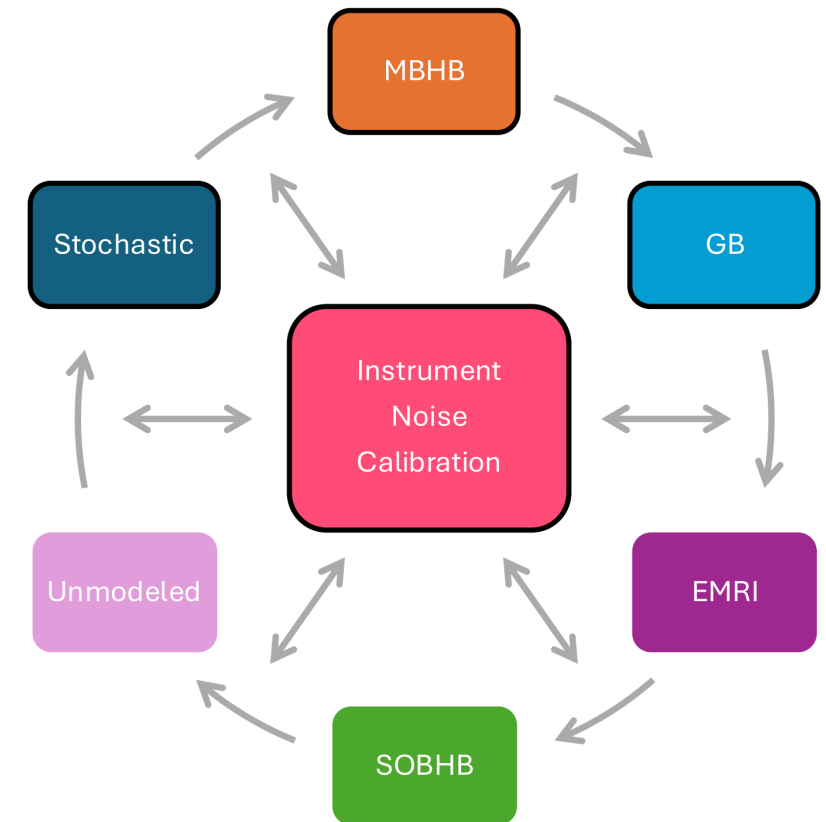 MBHB
Stochastic
GB
Instrument
Noise
Calibration
Unmodeled
EMRI
SOBHB